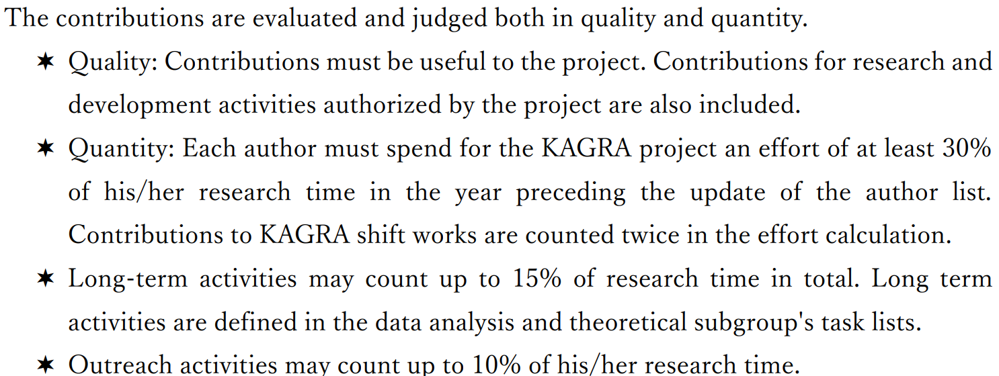 The contributions are evaluated and judged both in quality and quantity.
✶ Quality: Contributions must be useful to the project. Contributions for research and
development activities authorized by the project are also included.
✶ Quantity: Each author must spend for the KAGRA project an effort of at least 30%
of his/her research time in the year preceding the update of the author list.
Contributions to KAGRA shift works are counted twice in the effort calculation.
✶ Long-term activities may count up to 15% of research time in total. Long term
activities are defined in the data analysis and theoretical subgroup's task lists.
✶ Outreach activities may count up to 10% of his/her research time.